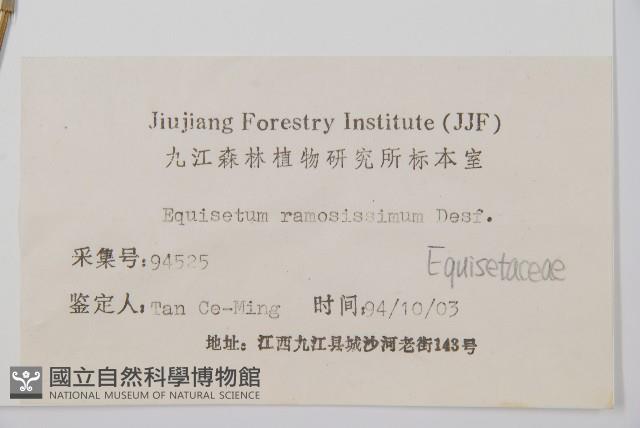 Jiujiang Forestry Institute (JJF)
九江森林植物研究所标本室
Equisetum ramosissimum Desf.
采集号:94525
Equisetaceae
鉴定人:Tan Ce-Ming 时间:94/10/03
地址:江西九江县城沙河老街143号
國立自然科學博物館
NATIONAL MUSEUM OF NATURAL SCIENCE